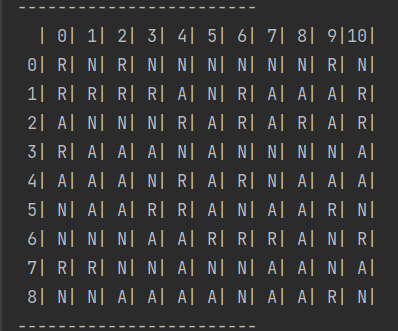 ------------------------
| 0| 1| 2| 3| 4| 5| 6| 7| 8| 9|10|
0| R| N| R| N| N| N| N| N| N| R| N|
1| R| R| R| R| A| N| R| A| A| A| R|
2| A| N| N| N| R| A| R| A| R| A| R|
3| R| A| A| A| N| A| N| N| N| N| A|
4| A| A| A| N| R| A| R| N| A| A| A|
5| N| A| A| R| R| A| N| A| A| R| N|
6| N| N| N| A| A| R| R| R| A| N| R|
7| R| R| N| N| A| N| N| A| A| N| A|
8| N| N| A| A| A| A| N| A| A| R| N|
------------------------